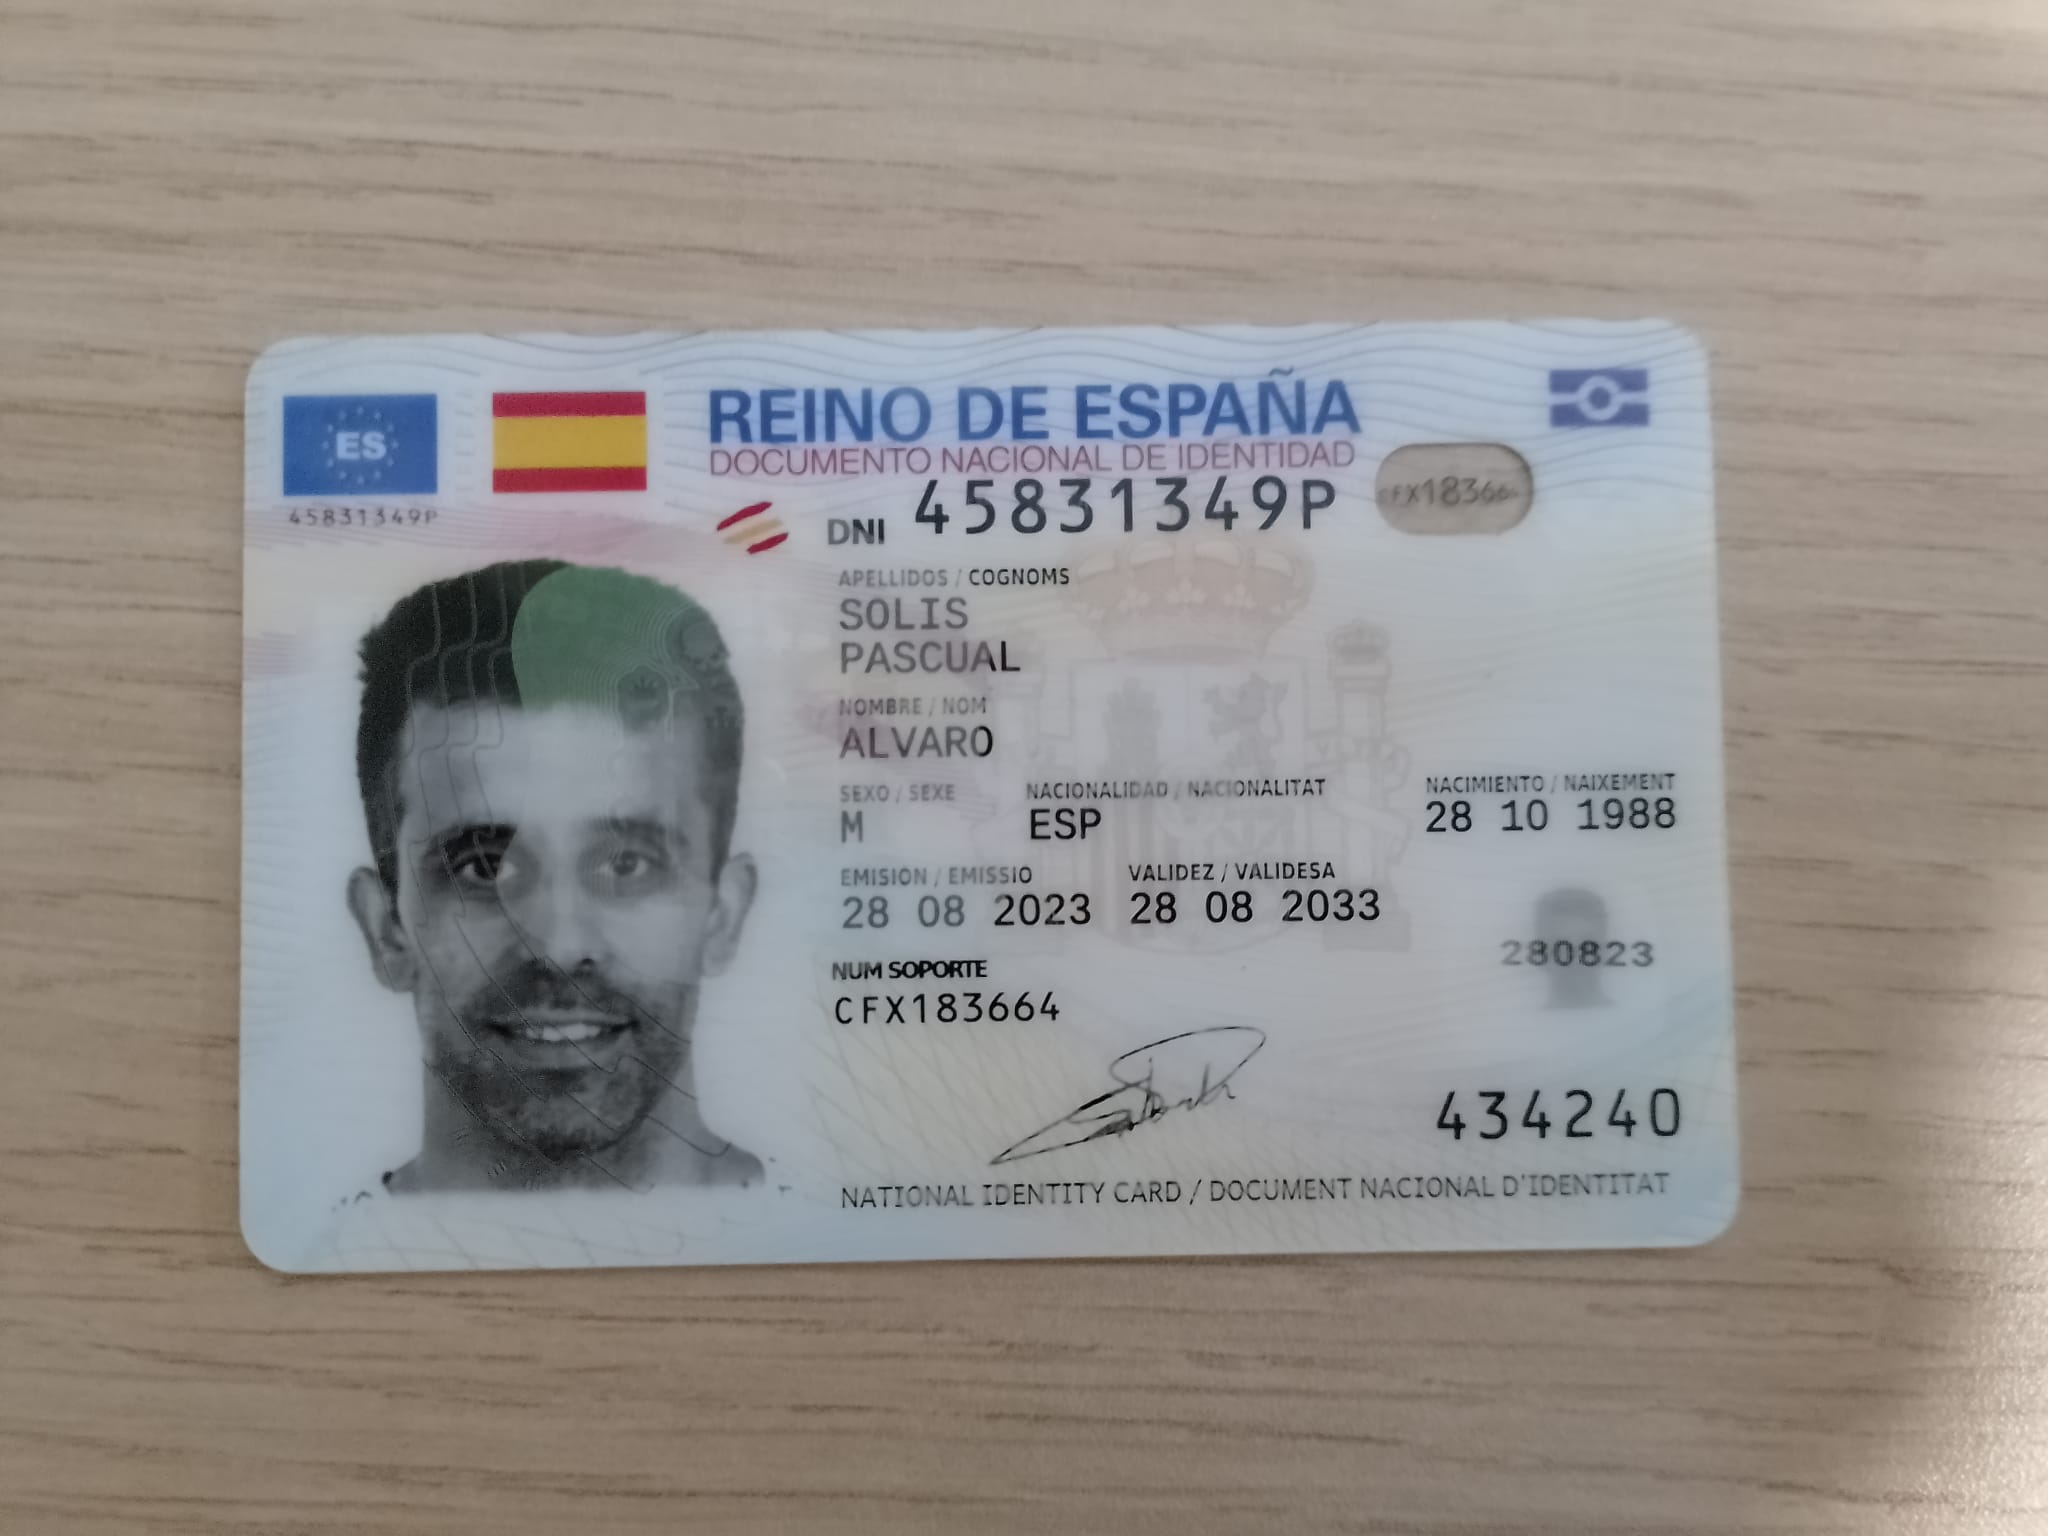 ES
REINO DE ESPAÑA
DOCUMENTO NACIONAL DE IDENTIDAD
45831349P
DNI 45831349P
APELLIDOS / COGNOMS
SOLIS
PASCUAL
NOMBRE / NOM
ALVARO
SEXO / SEXE NACIONALIDAD / NACIONALITAT NACIMIENTO / NAIXEMENT
M ESP 28 10 1988
EMISION / EMISSIO VALIDEZ / VALIDESA
28 08 2023 28 08 2033
280823
NUM SOPORTE
CFX183664
434240
NATIONAL IDENTITY CARD / DOCUMENT NACIONAL D'IDENTITAT